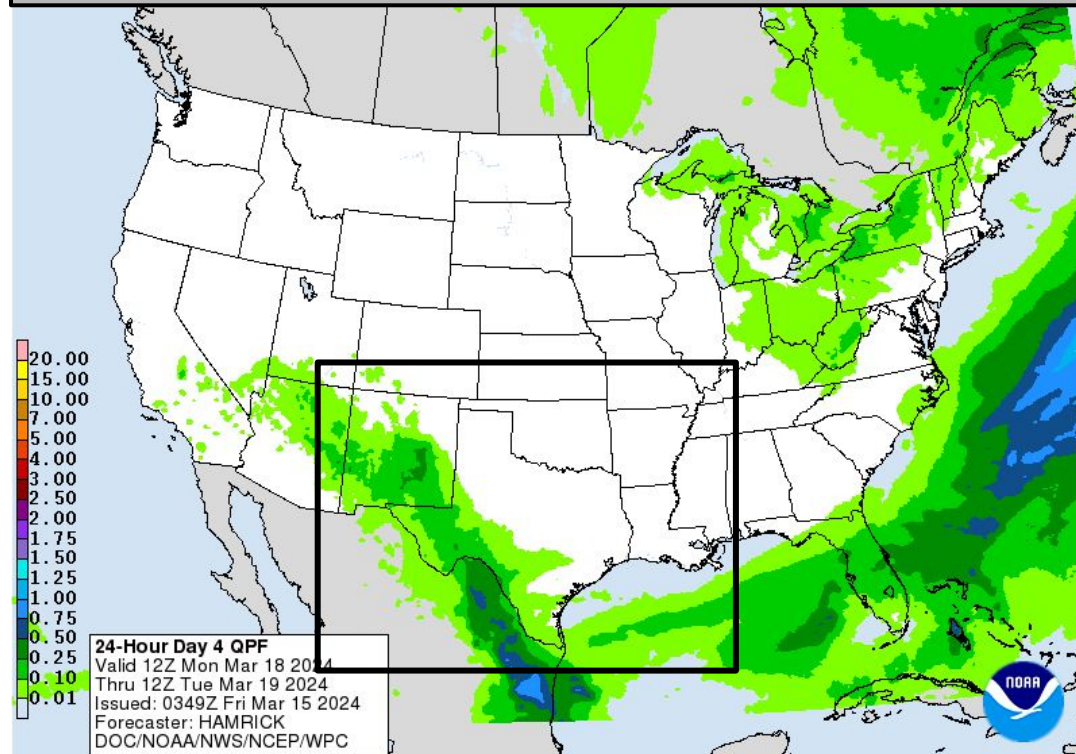 20.00
15.00
10.00
7.00
5.00
4.00
3.00
2.50
2.00
1.75
1.50
1.25
1.00
0.75
0.50
0.25
0.10
0.01
24-Hour Day 4 QPF
Valid 12Z Mon Mar 18 2024
Thru 12Z Tue Mar 19 2024
Issued: 0349Z Fri Mar 15 2024
Forecaster: HAMRICK
DOC/NOAA/NWS/NCEP/WPC
NOAA